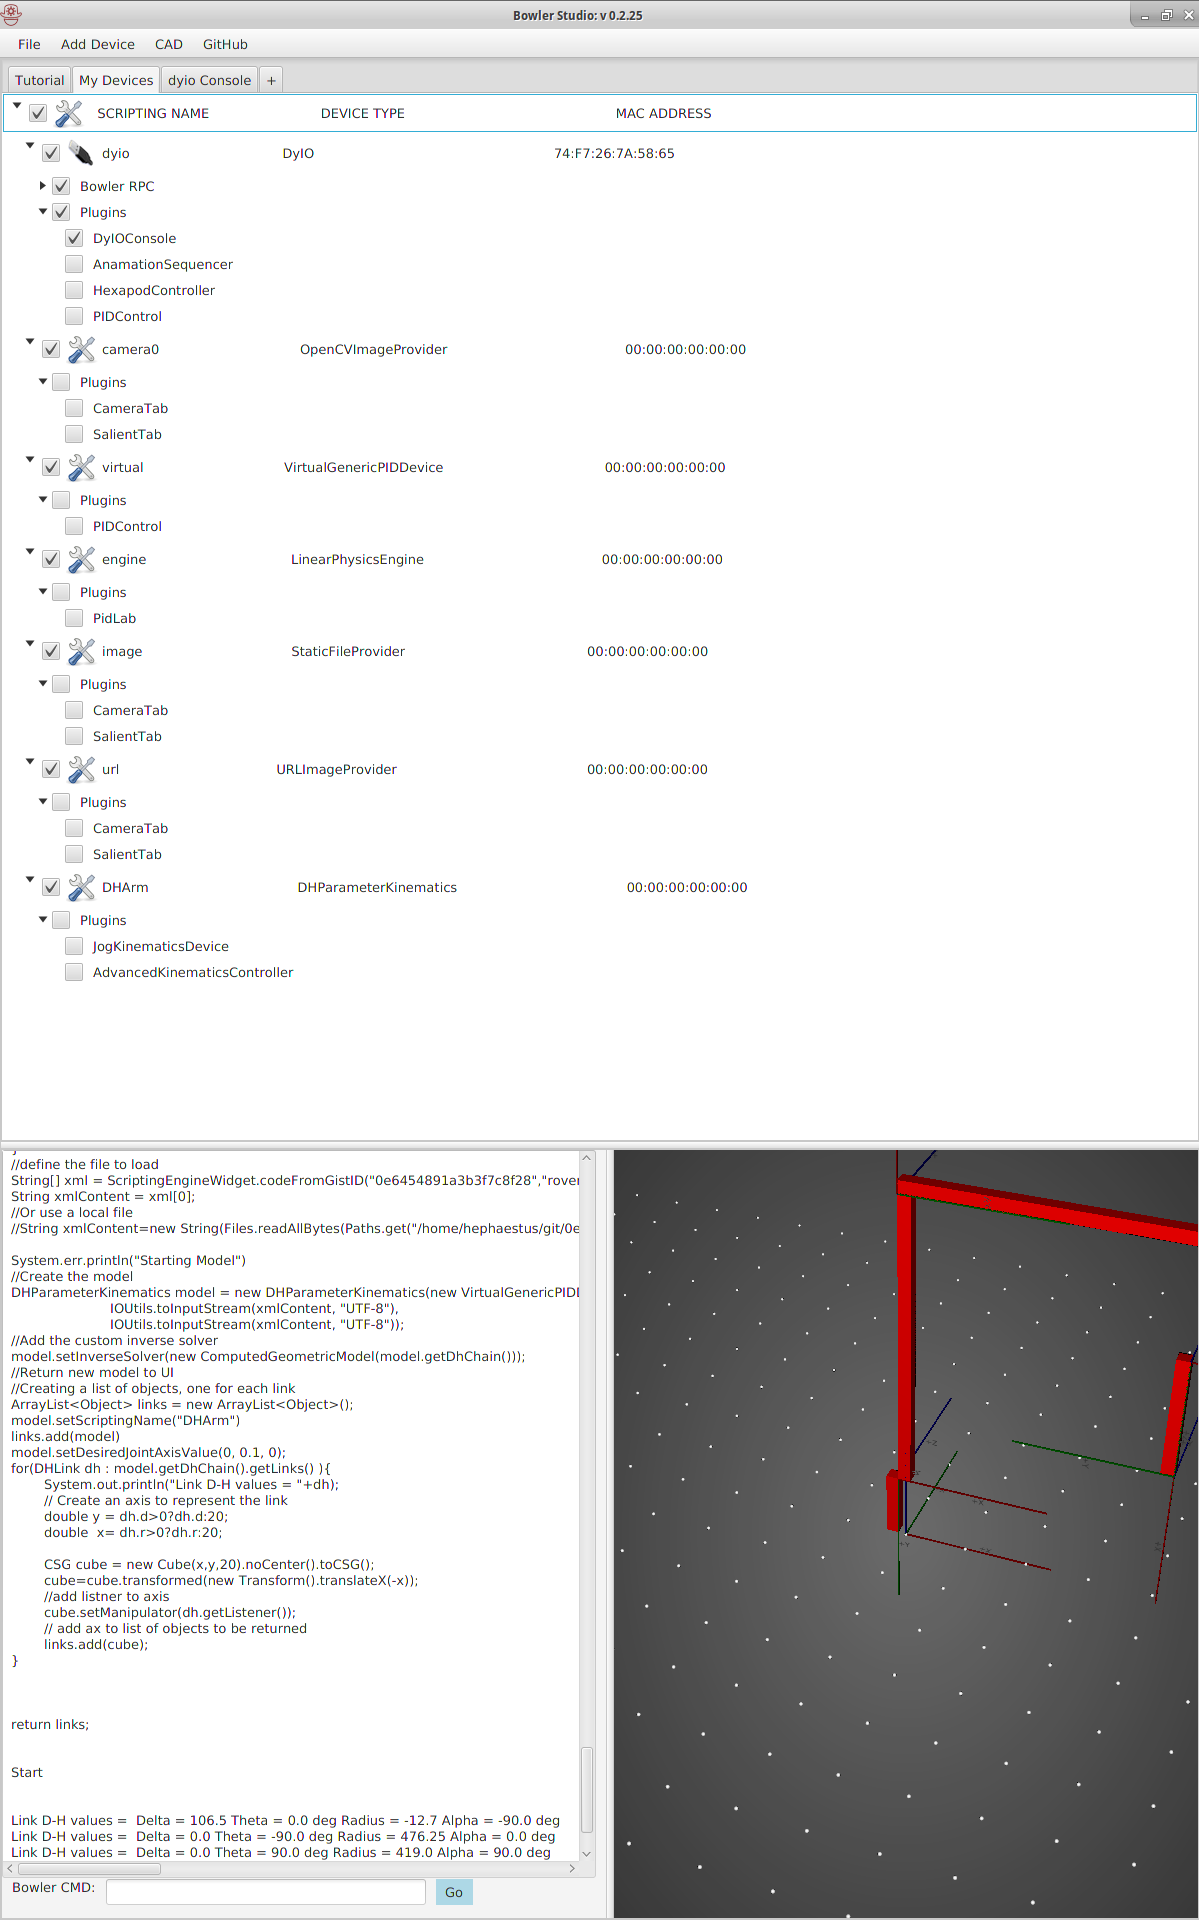 Bowler Studio: v 0.2.25
File Add Device CAD GitHub
Tutorial My Devices dyio Console +
SCRIPTING NAME DEVICE TYPE MAC ADDRESS
dyio DyIO 74:F7:26:7A:58:65
Bowler RPC
Plugins
DyIOConsole
AnamationSequencer
HexapodController
PIDControl
camera0 OpenCVImageProvider 00:00:00:00:00:00
Plugins
CameraTab
SalientTab
virtual VirtualGenericPIDDevice 00:00:00:00:00:00
Plugins
PIDControl
engine LinearPhysicsEngine 00:00:00:00:00:00
Plugins
PidLab
image StaticFileProvider 00:00:00:00:00:00
Plugins
CameraTab
SalientTab
url URLImageProvider 00:00:00:00:00:00
Plugins
CameraTab
SalientTab
DHArm DHParameterKinematics 00:00:00:00:00:00
Plugins
JogKinematicsDevice
AdvancedKinematicsController
}
//define the file to load
String[] xml = ScriptingEngineWidget.codeFromGistID("0e6454891a3b3f7c8f28","rover
String xmlContent = xml[0];
//Or use a local file
//String xmlContent=new String(Files.readAllBytes(Paths.get("/home/hephaestus/git/0e
System.err.println("Starting Model")
//Create the model
DHParameterKinematics model = new DHParameterKinematics(new VirtualGenericPIDI
IOUtils.toInputStream(xmlContent, "UTF-8"),
IOUtils.toInputStream(xmlContent, "UTF-8"));
//Add the custom inverse solver
model.setInverseSolver(new ComputedGeometricModel(model.getDhChain()));
//Return new model to UI
//Creating a list of objects, one for each link
ArrayList<Object> links = new ArrayList<Object>();
model.setScriptingName("DHArm")
links.add(model)
model.setDesiredJointAxisValue(0, 0.1, 0);
for(DHLink dh : model.getDhChain().getLinks() ){
System.out.println("Link D-H values = "+dh);
// Create an axis to represent the link
double y = dh.d>0?dh.d:20;
double  x= dh.r>0?dh.r:20;
CSG cube = new Cube(x,y,20).noCenter().toCSG();
cube=cube.transformed(new Transform().translateX(-x));
//add listner to axis
cube.setManipulator(dh.getListener());
// add ax to list of objects to be returned
links.add(cube);
}
return links;
Start
Link D-H values =  Delta = 106.5 Theta = 0.0 deg Radius = -12.7 Alpha = -90.0 deg
Link D-H values =  Delta = 0.0 Theta = -90.0 deg Radius = 476.25 Alpha = 0.0 deg
Link D-H values =  Delta = 0.0 Theta = 90.0 deg Radius = 419.0 Alpha = 90.0 deg
Bowler CMD: Go